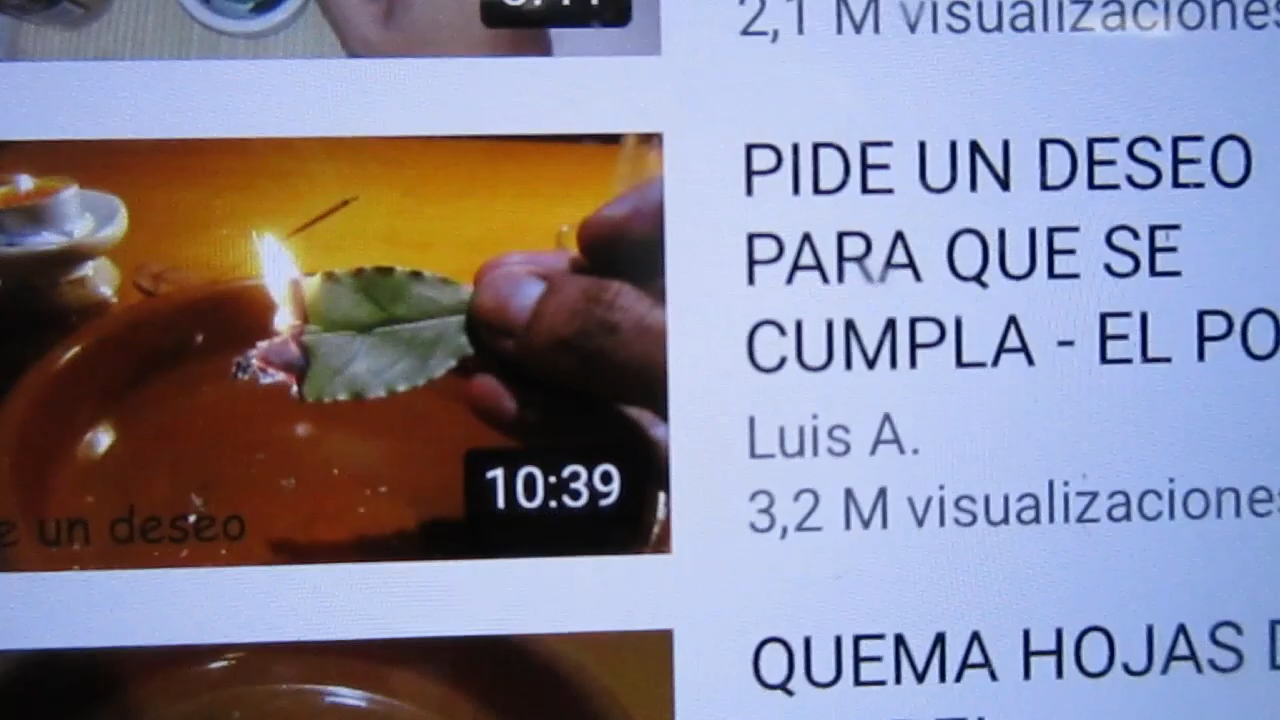 2,1 M visualizaciones
PIDE UN DESEO
PARA QUE SE
CUMPLA - EL PO
Luis A.
3,2 M visualizaciones
10:39
e un deseo
QUEMA HOJAS D